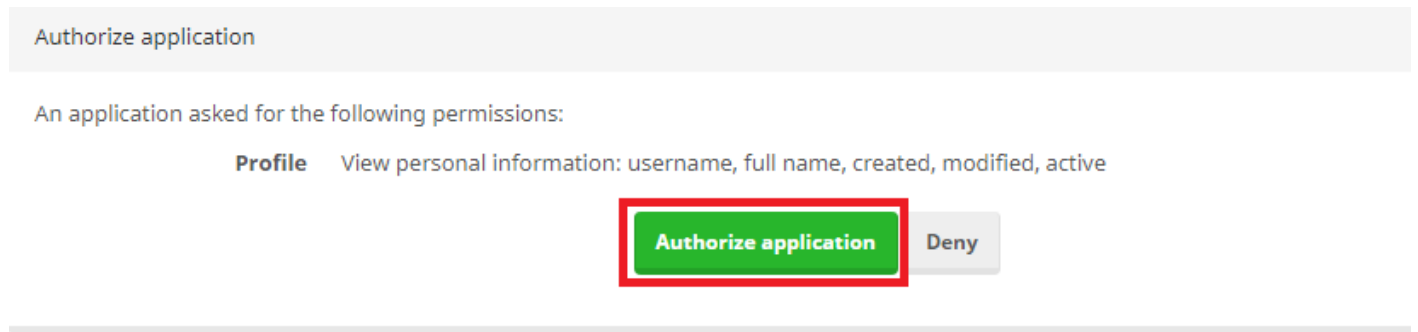 Authorize application
An application asked for the following permissions:
Profile View personal information: username, full name, created, modified, active
Authorize application Deny